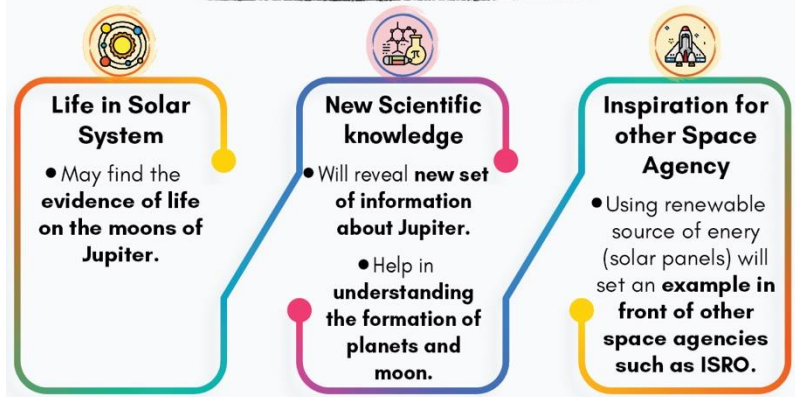 Life in Solar
System
• May find the
evidence of life
on the moons of
Jupiter.
New Scientific
knowledge
• Will reveal new set
of information
about Jupiter.
• Help in
understanding
the formation of
planets and
moon.
Inspiration for
other Space
Agency
• Using renewable
source of enery
(solar panels) will
set an example in
front of other
space agencies
such as ISRO.